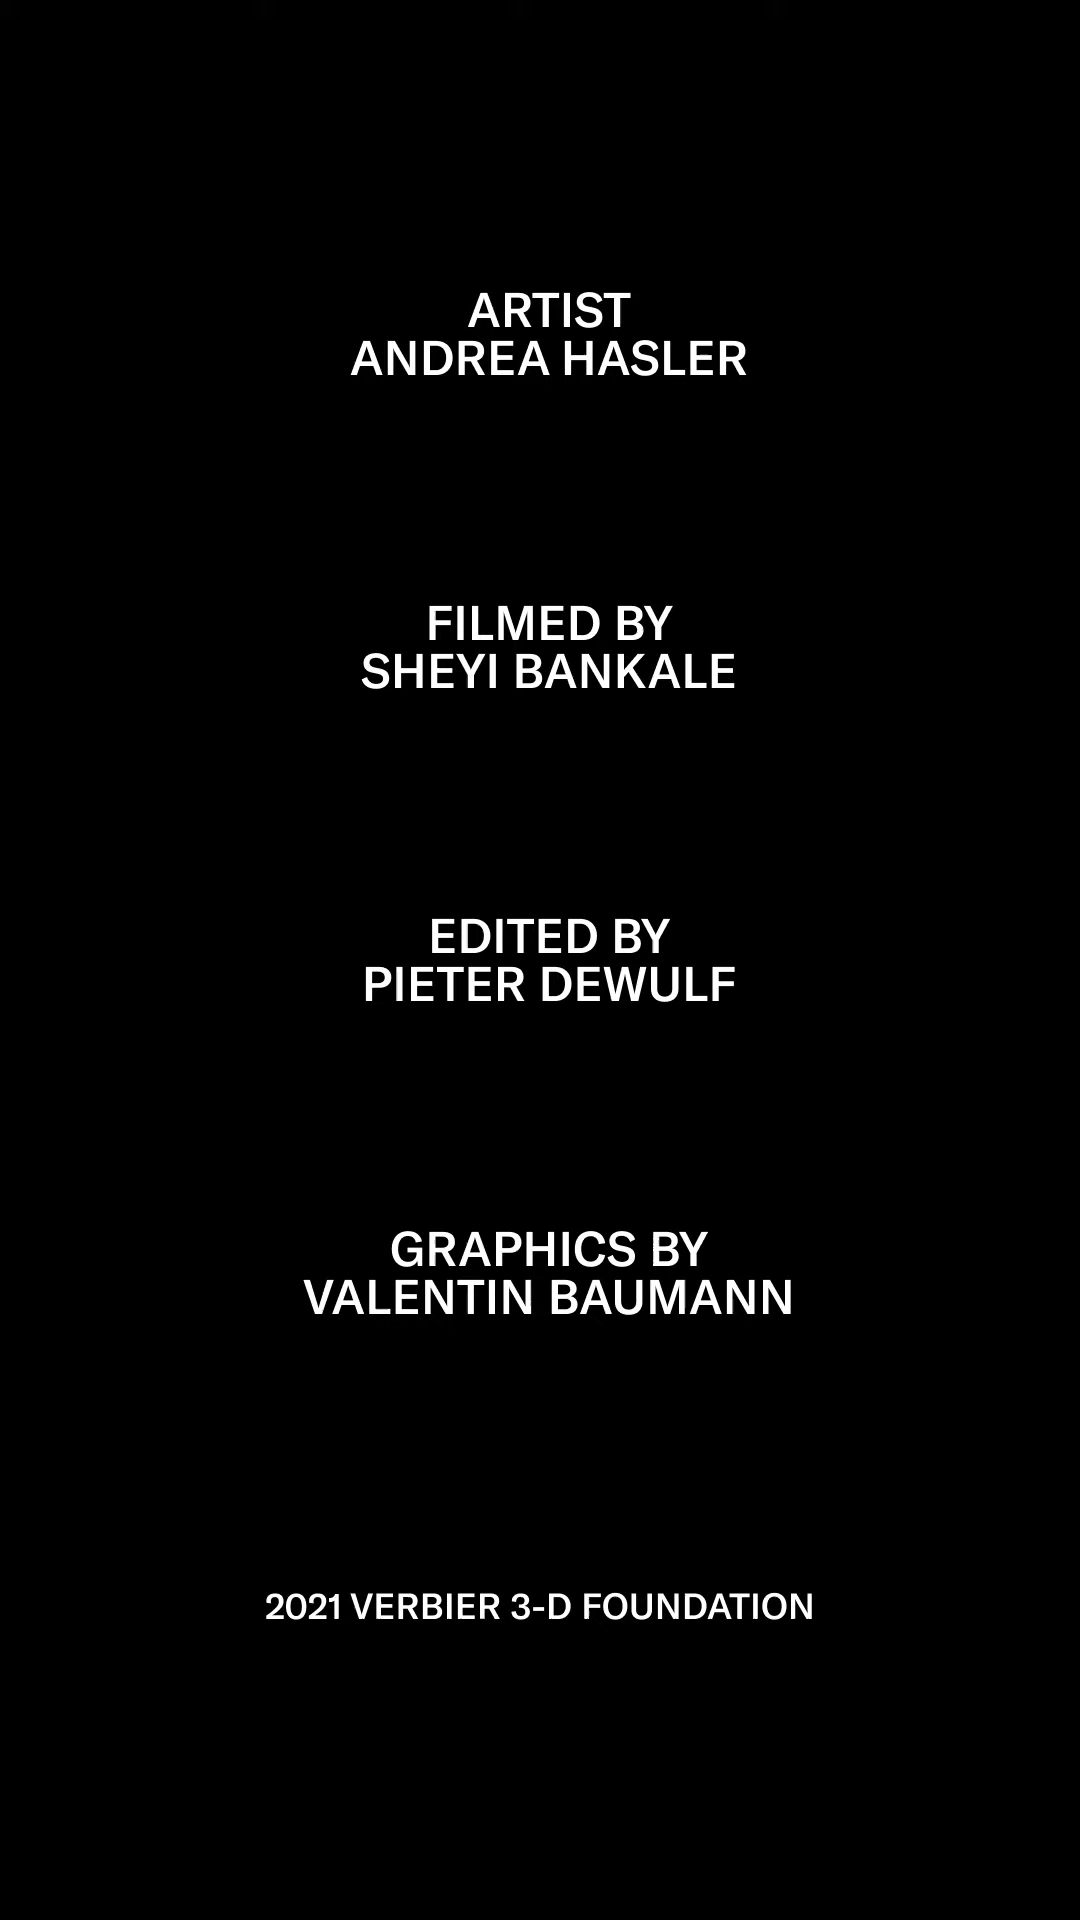 ARTIST
ANDREA HASLER
FILMED BY
SHEYI BANKALE
EDITED BY
PIETER DEWULF
GRAPHICS BY
VALENTIN BAUMANN
2021 VERBIER 3-D FOUNDATION